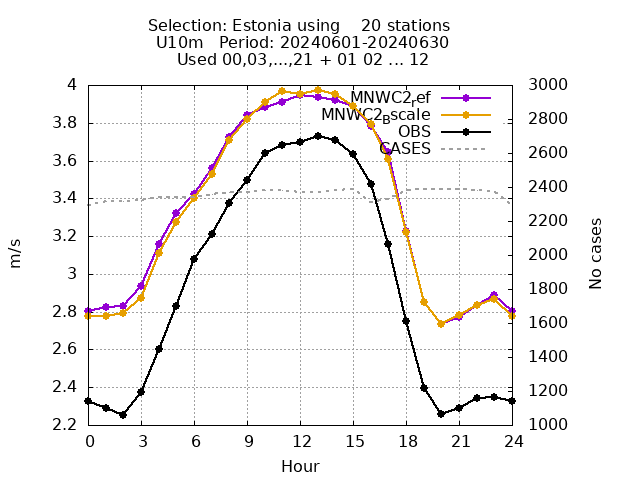 Selection: Estonia using    20 stations
U10m   Period: 20240601-20240630
Used 00,03,...,21 + 01 02 ... 12
4
3.8
3.6
3.4
3.2
3
2.8
2.6
2.4
2.2
m/s
3000
2800
2600
2400
2200
2000
1800
1600
1400
1200
1000
No cases
MNWC2_ref
MNWC2_Bscale
OBS
CASES
0 3 6 9 12 15 18 21 24
Hour